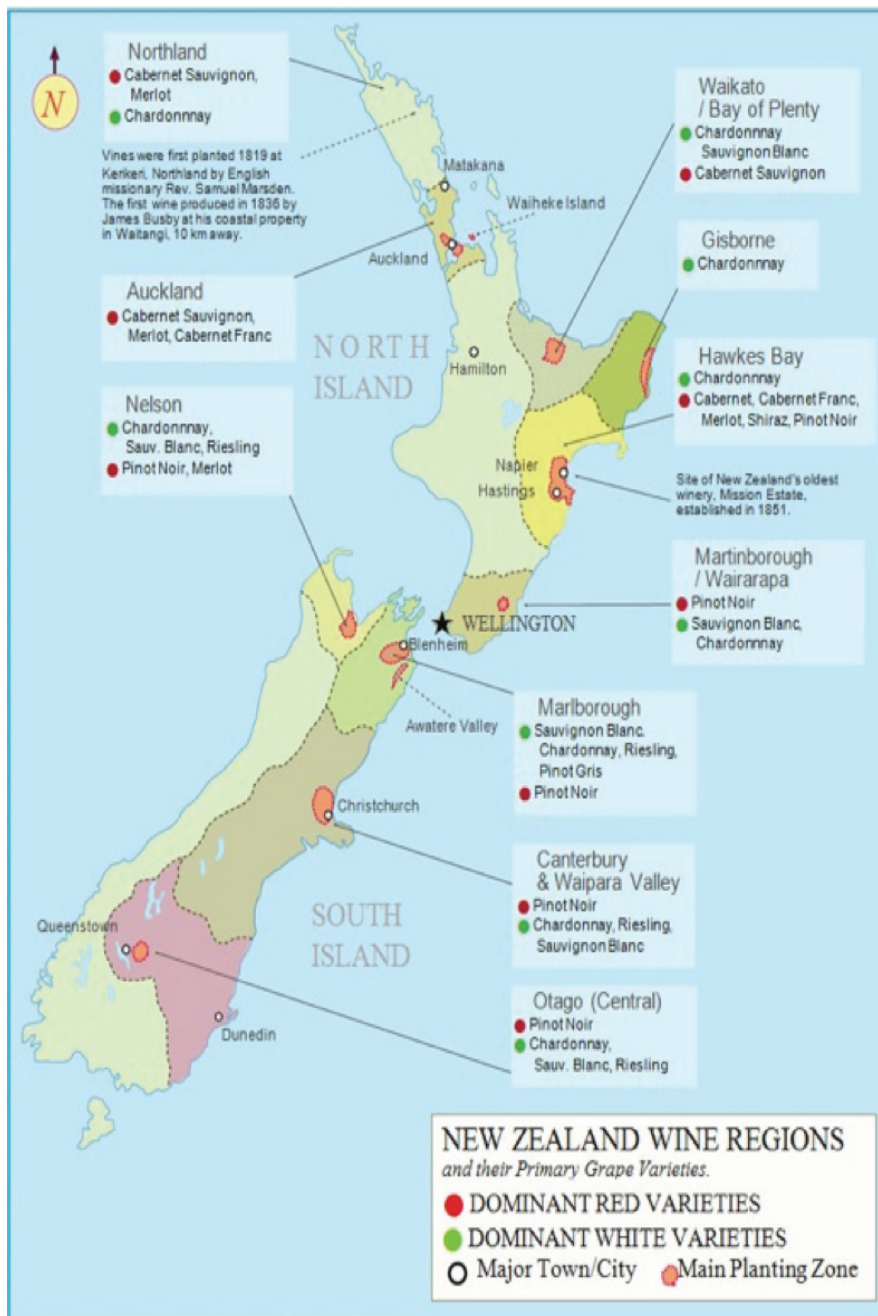 N
Northland
Cabernet Sauvignon,
Merlot
Chardonnnay
Vines were first planted 1819 at
Kerikeri, Northland by English
missionary Rev. Samuel Marsden.
The first wine produced in 1836 by
James Busby at his coastal property
in Waitangi, 10 km away.
Waikato
/ Bay of Plenty
Chardonnnay
Sauvignon Blanc
Cabernet Sauvignon
Matakana
Waiheke Island
Auckland
Gisborne
Chardonnnay
Auckland
Cabernet Sauvignon,
Merlot, Cabernet Franc
NORTH
ISLAND
Hamilton
Hawkes Bay
Chardonnnay
Cabernet, Cabernet Franc,
Merlot, Shiraz, Pinot Noir
Nelson
Chardonnnay,
Sauv. Blanc, Riesling
Pinot Noir, Merlot
Napier
Hastings
Site of New Zealand's oldest
winery, Mission Estate,
established in 1851.
Martinborough
/ Wairarapa
Pinot Noir
Sauvignon Blanc,
Chardonnnay
WELLINGTON
Blenheim
Awatere Valley
Marlborough
Sauvignon Blanc.
Chardonnay, Riesling,
Pinot Gris
Pinot Noir
Christchurch
Canterbury
& Waipara Valley
Pinot Noir
Chardonnay, Riesling,
Sauvignon Blanc
SOUTH
ISLAND
Queenstown
Dunedin
Otago (Central)
Pinot Noir
Chardonnay,
Sauv. Blanc, Riesling
NEW ZEALAND WINE REGIONS
and their Primary Grape Varieties.
DOMINANT RED VARIETIES
DOMINANT WHITE VARIETIES
Major Town/City
Main Planting Zone